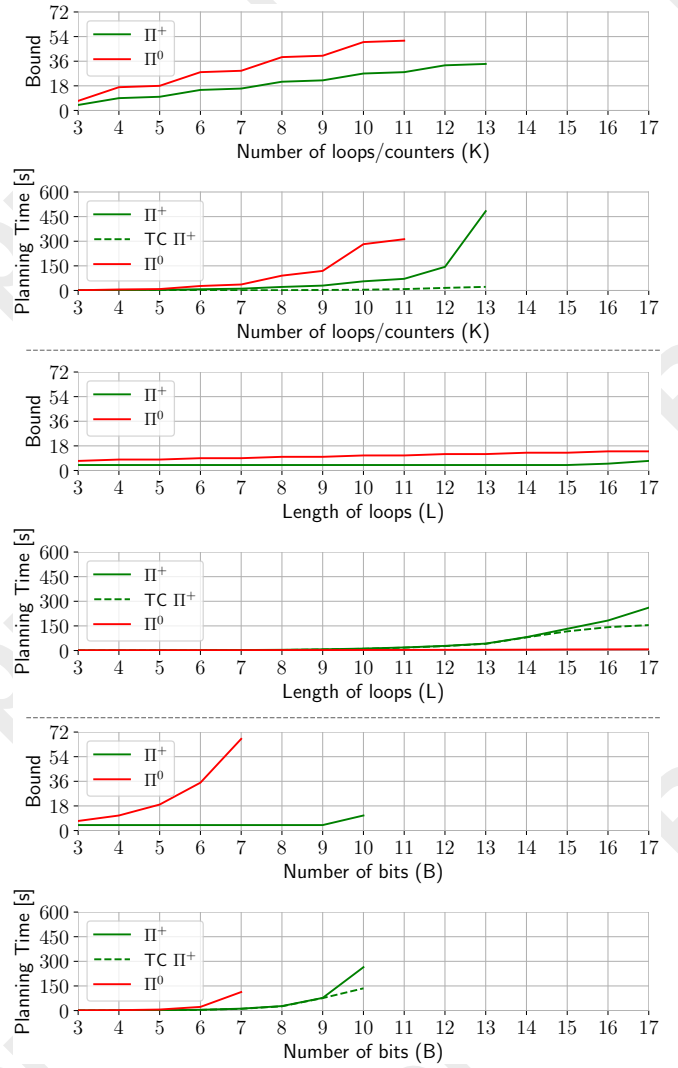 Bound
72
54
36
18
0
Π⁺
Π⁰
3 4 5 6 7 8 9 10 11 12 13 14 15 16 17
Number of loops/counters (K)
Planning Time [s]
600
450
300
150
0
Π⁺
TC Π⁺
Π⁰
3 4 5 6 7 8 9 10 11 12 13 14 15 16 17
Number of loops/counters (K)
Bound
72
54
36
18
0
Π⁺
Π⁰
3 4 5 6 7 8 9 10 11 12 13 14 15 16 17
Length of loops (L)
Planning Time [s]
600
450
300
150
0
Π⁺
TC Π⁺
Π⁰
3 4 5 6 7 8 9 10 11 12 13 14 15 16 17
Length of loops (L)
Bound
72
54
36
18
0
Π⁺
Π⁰
3 4 5 6 7 8 9 10 11 12 13 14 15 16 17
Number of bits (B)
Planning Time [s]
600
450
300
150
0
Π⁺
TC Π⁺
Π⁰
3 4 5 6 7 8 9 10 11 12 13 14 15 16 17
Number of bits (B)